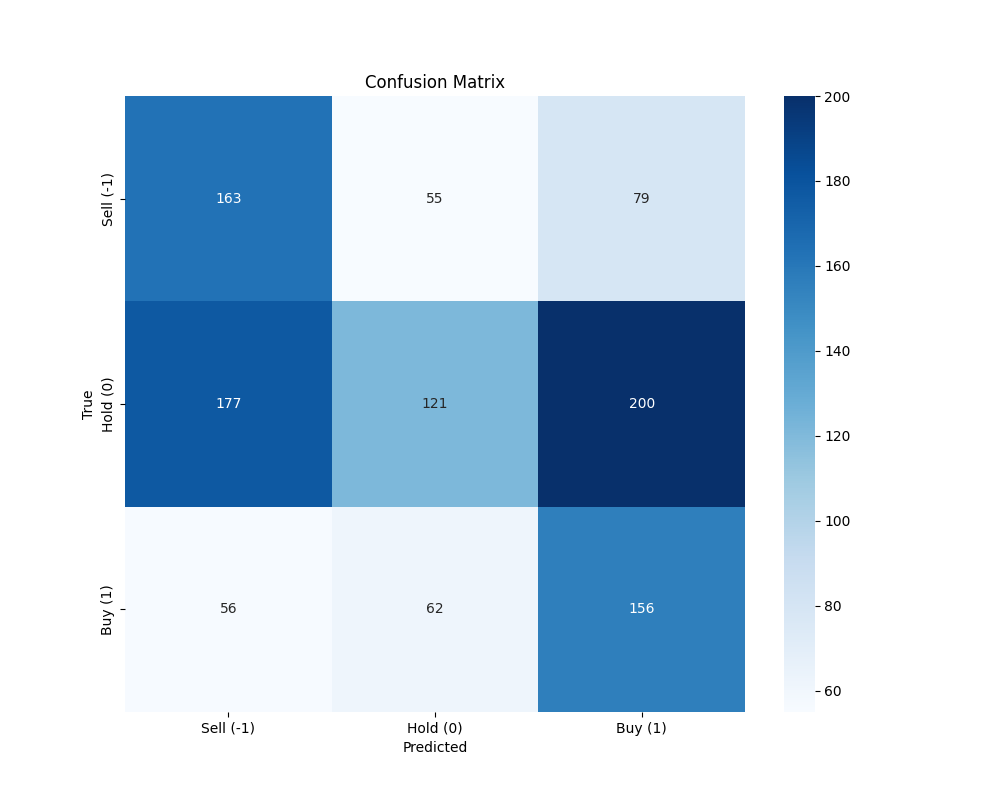 Confusion Matrix
True
Sell (-1)
163
55
79
Hold (0)
177
121
200
Buy (1)
56
62
156
Sell (-1)
Hold (0)
Buy (1)
Predicted
200
180
160
140
120
100
80
60